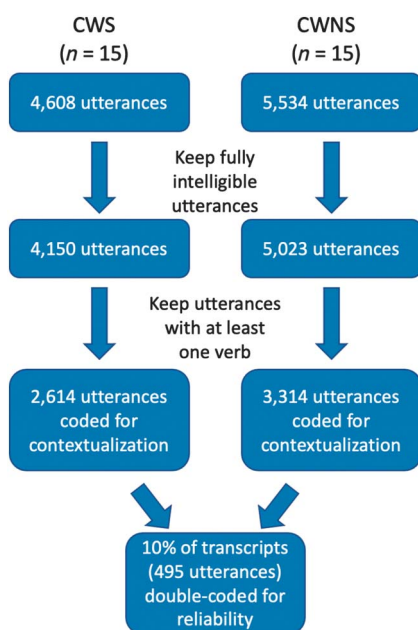 CWS
(n = 15)
CWNS
(n = 15)
4,608 utterances
5,534 utterances
Keep fully
intelligible
utterances
4,150 utterances
5,023 utterances
Keep utterances
with at least
one verb
2,614 utterances
coded for
contextualization
3,314 utterances
coded for
contextualization
10% of transcripts
(495 utterances)
double-coded for
reliability